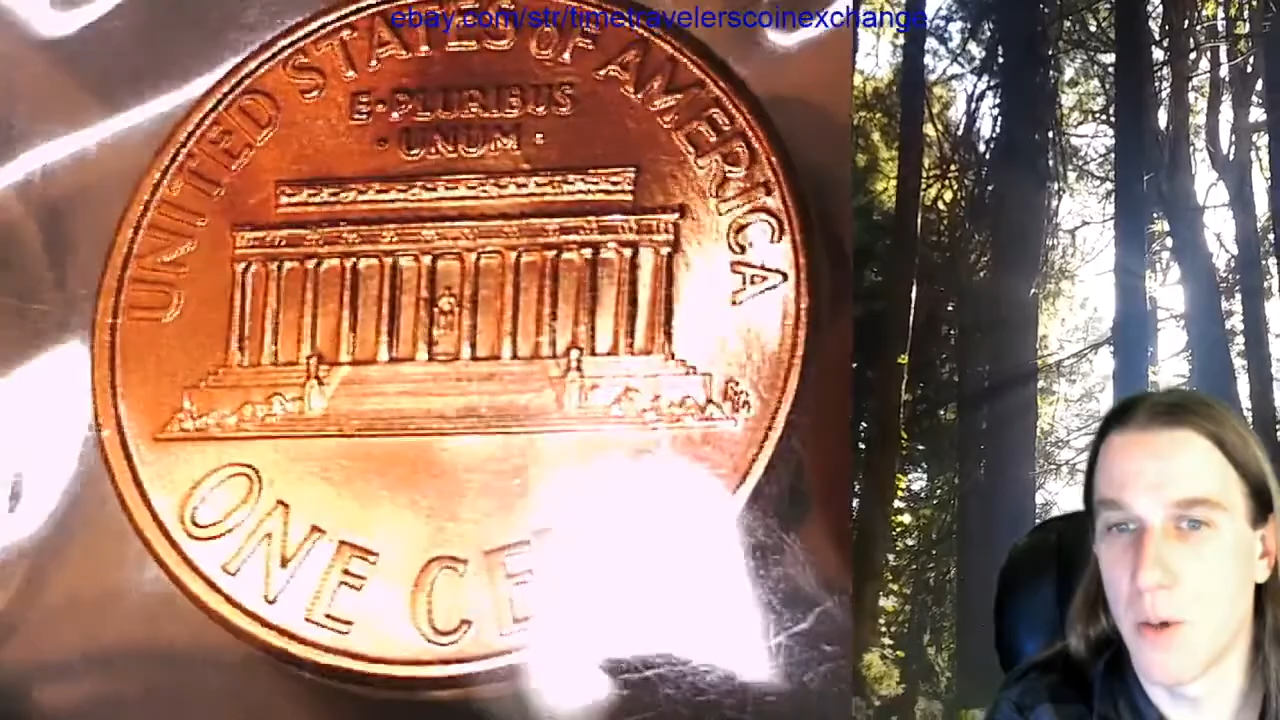 ebay.com/str/timetravelerscoinexchange
UNITED STATES OF AMERICA
E·PLURIBUS
·UNUM·
ONE CE